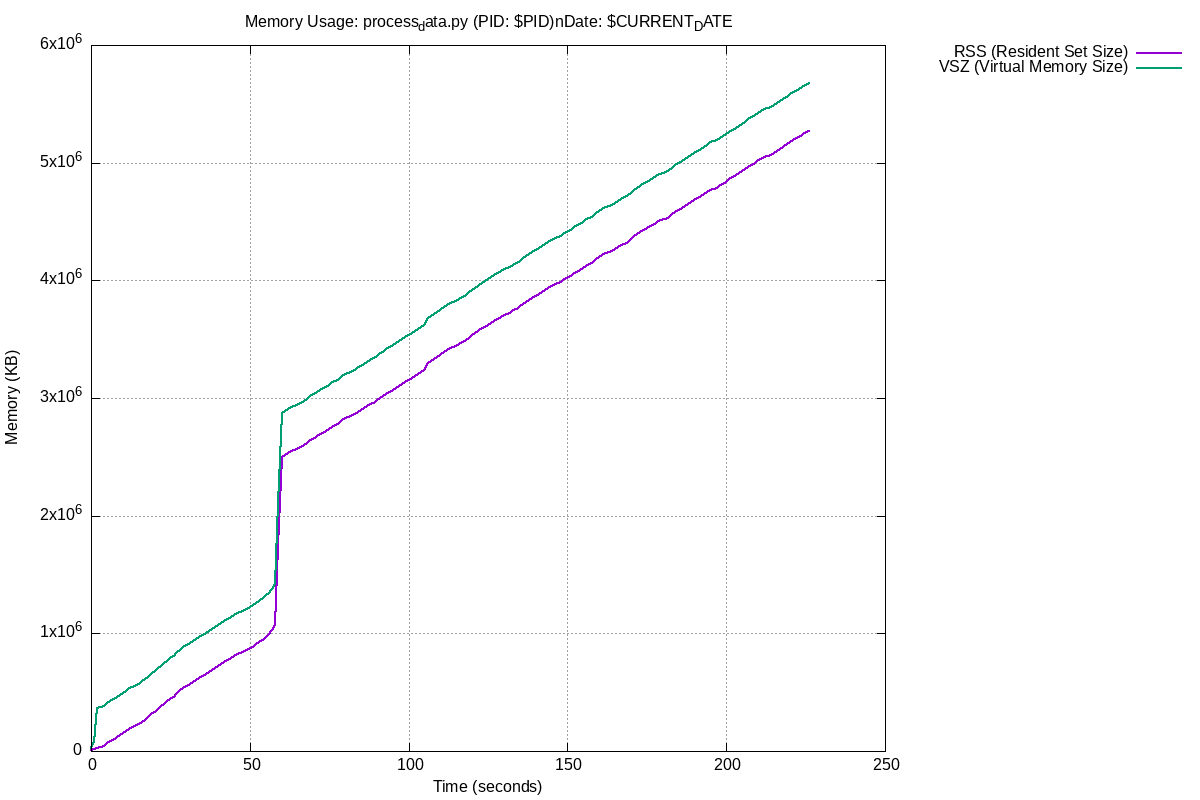 Memory Usage: process_data.py (PID: $PID)nDate: $CURRENT_DATE
RSS (Resident Set Size)
VSZ (Virtual Memory Size)
6x10^6
5x10^6
4x10^6
3x10^6
2x10^6
1x10^6
0
Memory (KB)
0 50 100 150 200 250
Time (seconds)